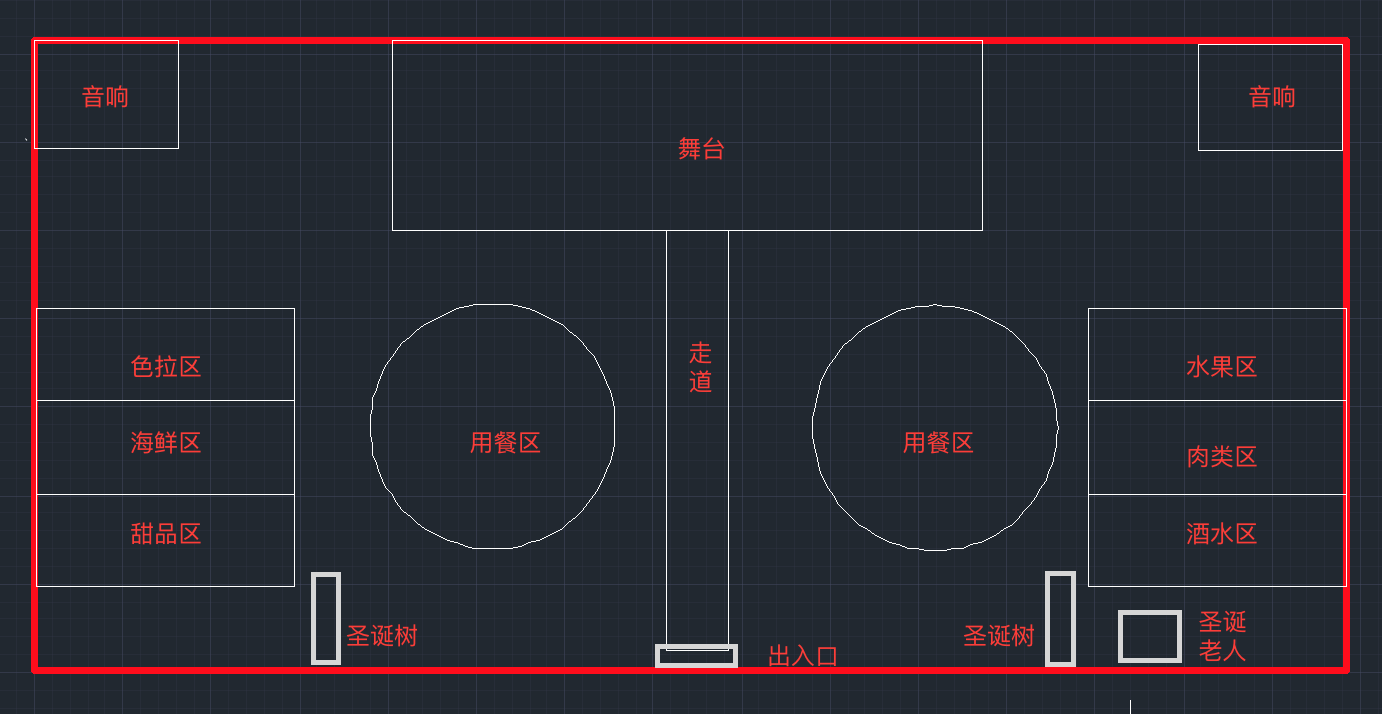 音响
音响
舞台
走
道
色拉区
水果区
海鲜区
用餐区
用餐区
肉类区
甜品区
酒水区
圣诞树
圣诞树
圣诞
老人
出入口